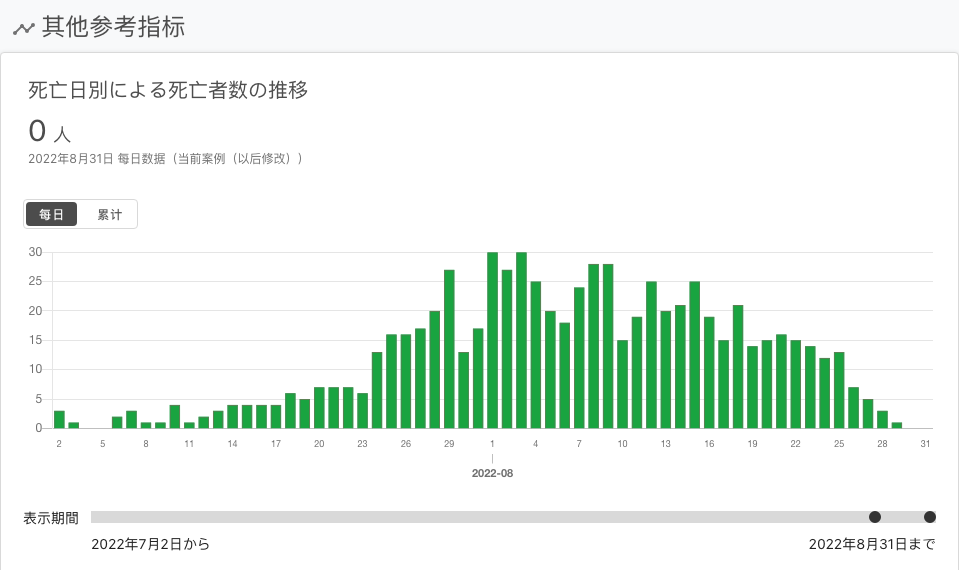 其他参考指标
死亡日別による死亡者数の推移
0 人
2022年8月31日 每日数据（当前案例（以后修改））
每日 累计
30
25
20
15
10
5
0
2 5 8 11 14 17 20 23 26 29 1 4 7 10 13 16 19 22 25 28 31
2022-08
表示期間
2022年7月2日から 2022年8月31日まで